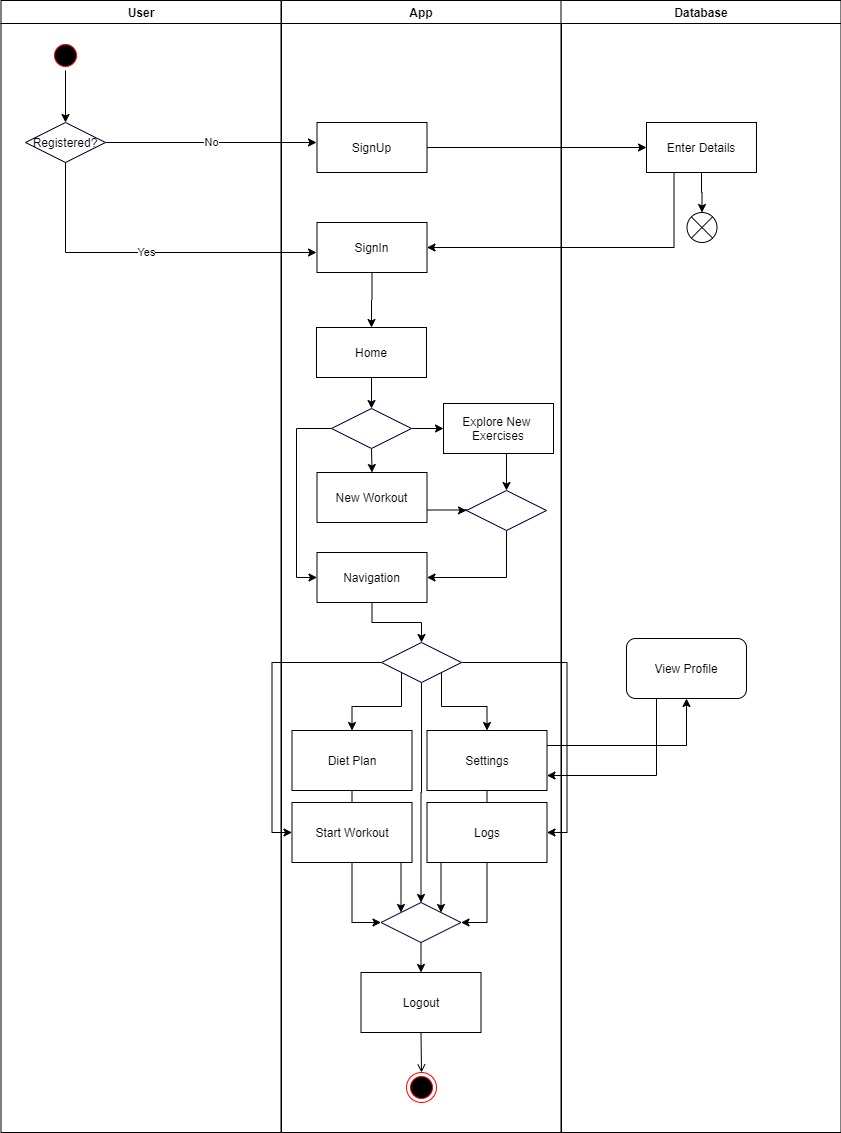 User
App
Database
Registered?
No
SignUp
Enter Details
Yes
SignIn
Home
Explore New
Exercises
New Workout
Navigation
View Profile
Diet Plan
Settings
Start Workout
Logs
Logout